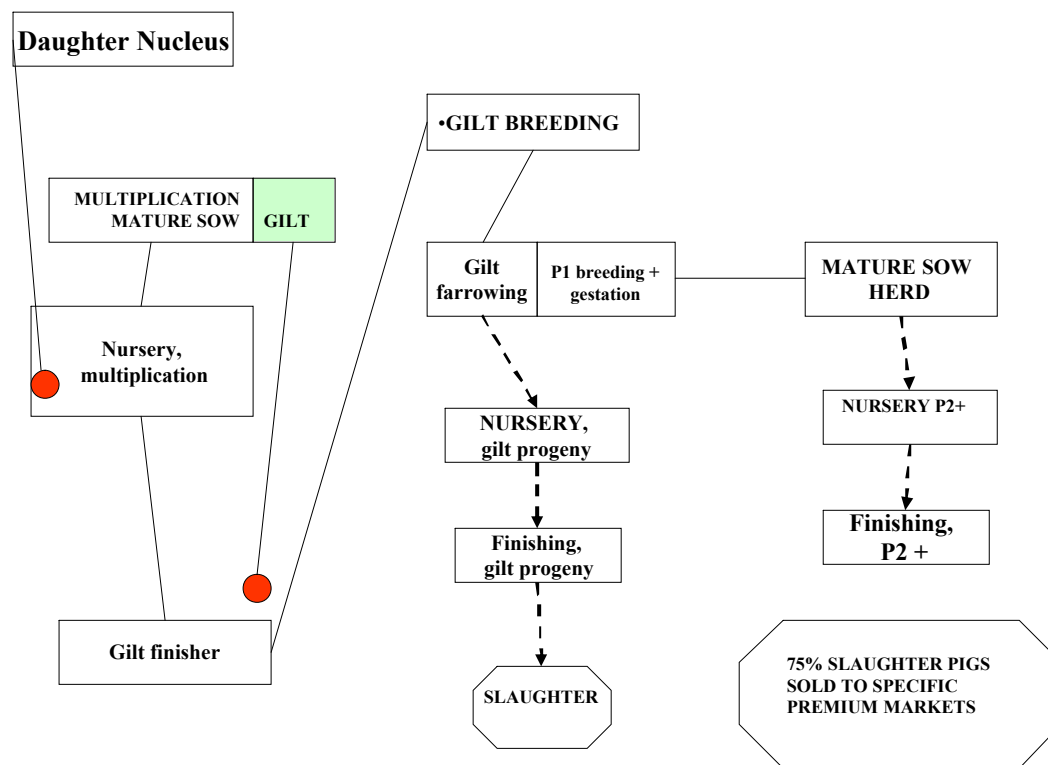 Daughter Nucleus
•GILT BREEDING
MULTIPLICATION
MATURE SOW
GILT
Gilt
farrowing
P1 breeding +
gestation
MATURE SOW
HERD
Nursery,
multiplication
NURSERY P2+
NURSERY,
gilt progeny
Finishing,
P2 +
Finishing,
gilt progeny
Gilt finisher
SLAUGHTER
75% SLAUGHTER PIGS
SOLD TO SPECIFIC
PREMIUM MARKETS